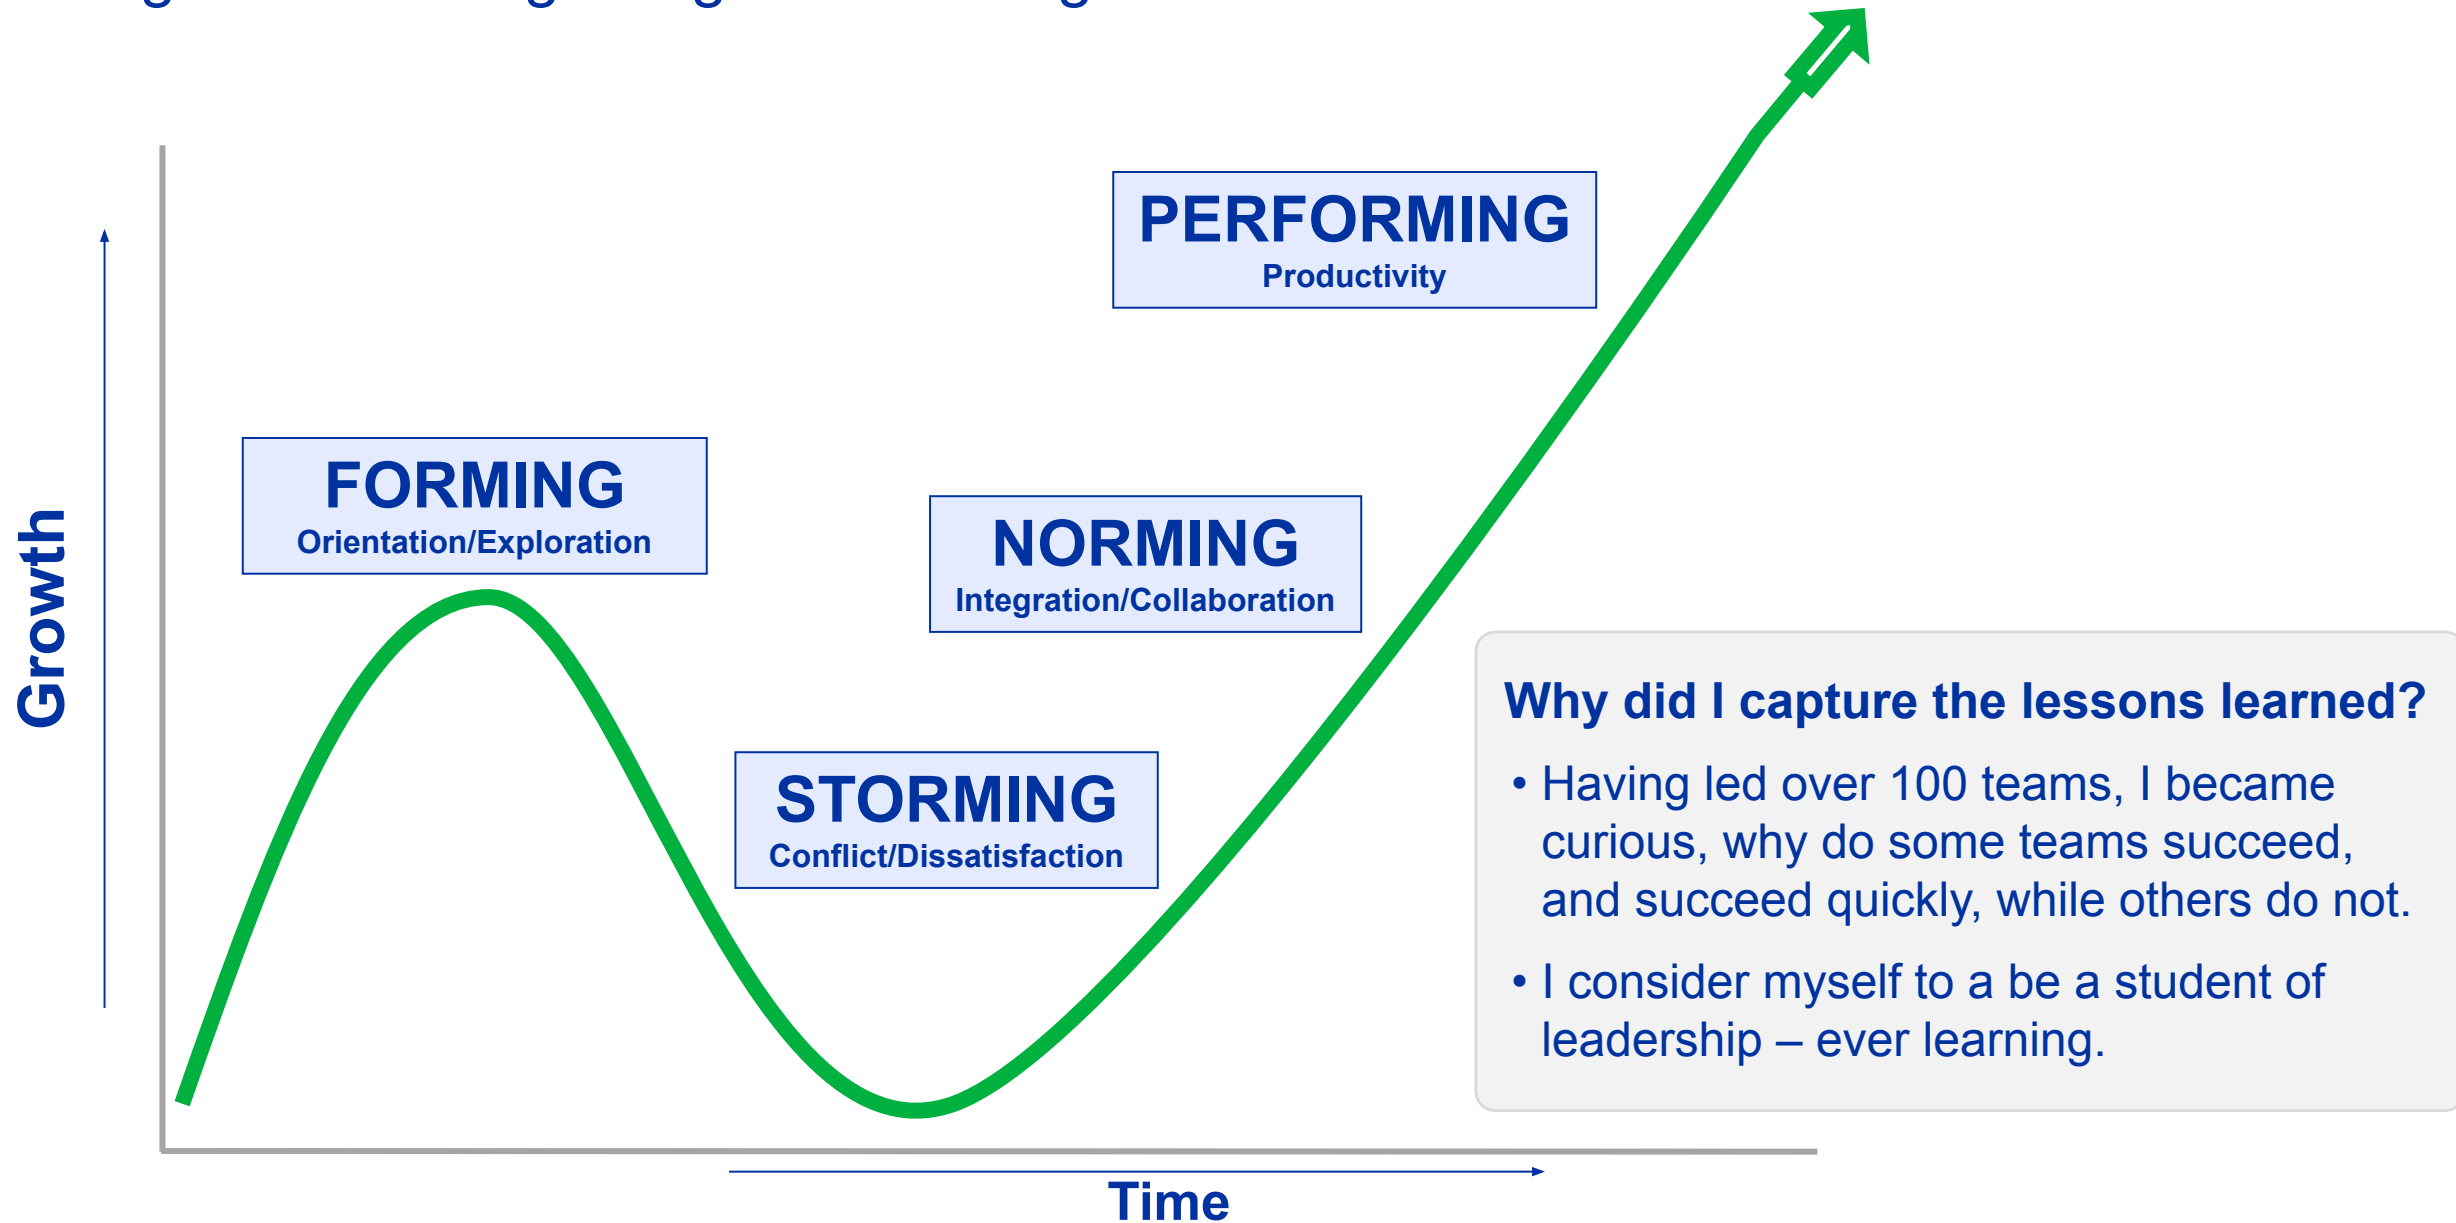 PERFORMING
Productivity
FORMING
Orientation/Exploration
NORMING
Integration/Collaboration
Growth
STORMING
Conflict/Dissatisfaction
Why did I capture the lessons learned?
• Having led over 100 teams, I became
curious, why do some teams succeed,
and succeed quickly, while others do not.
• I consider myself to a be a student of
leadership – ever learning.
Time